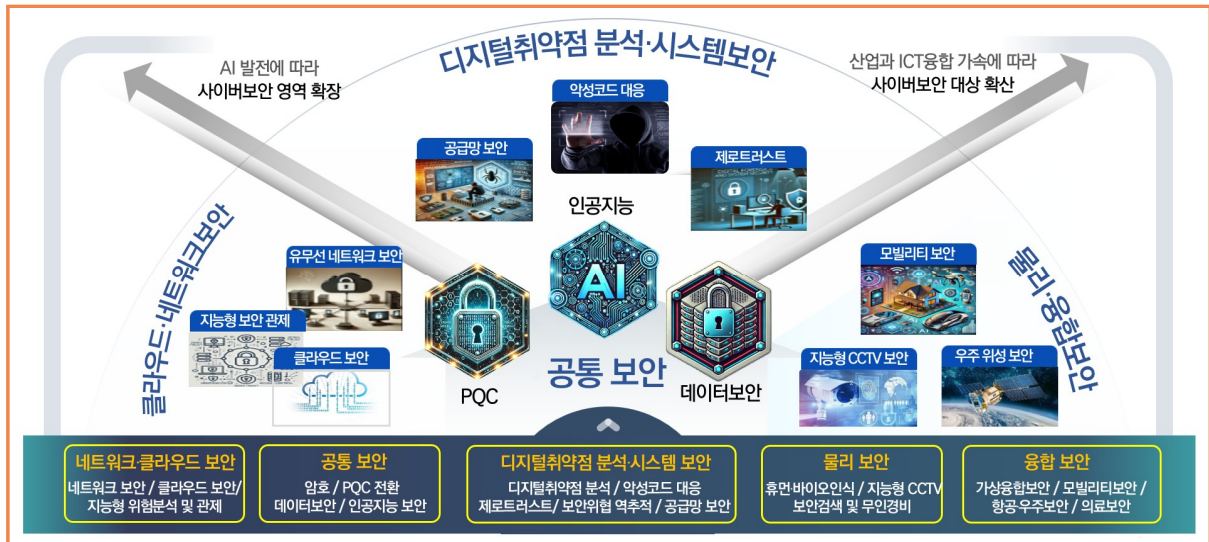 디지털취약점 분석·시스템보안
AI 발전에 따라
사이버보안 영역 확장
산업과 ICT융합 가속에 따라
사이버보안 대상 확산
악성코드 대응
공급망 보안
제로트러스트
인공지능
AI
클라우드·네트워크보안
유무선 네트워크 보안
지능형 보안 관제
클라우드 보안
물리·융합보안
모빌리티 보안
지능형 CCTV 보안
우주 위성 보안
PQC
공통 보안
데이터보안
네트워크·클라우드 보안
네트워크 보안 / 클라우드 보안/
지능형 위험분석 및 관제
공통 보안
암호 / PQC 전환
데이터보안 / 인공지능 보안
디지털취약점 분석·시스템 보안
디지털취약점 분석 / 악성코드 대응
제로트러스트/ 보안위협 역추적 / 공급망 보안
물리 보안
휴먼·바이오인식 / 지능형 CCTV
보안검색 및 무인경비
융합 보안
가상융합보안 / 모빌리티보안 /
항공·우주보안 / 의료보안